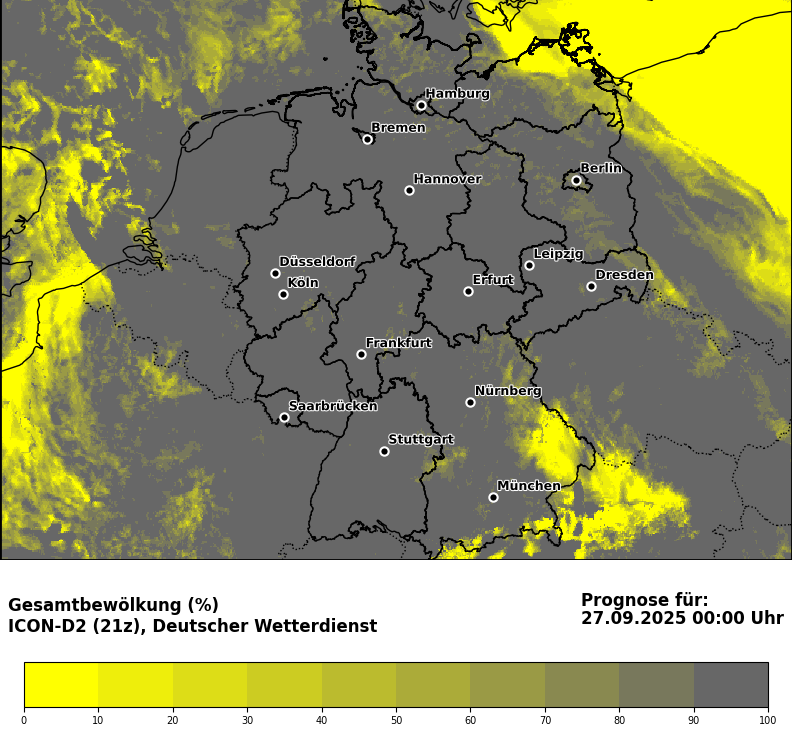 Hamburg
Bremen
Berlin
Hannover
Düsseldorf
Leipzig
Köln
Erfurt
Dresden
Frankfurt
Nürnberg
Saarbrücken
Stuttgart
München
Gesamtbewölkung (%)
ICON-D2 (21z), Deutscher Wetterdienst
Prognose für:
27.09.2025 00:00 Uhr
0 10 20 30 40 50 60 70 80 90 100